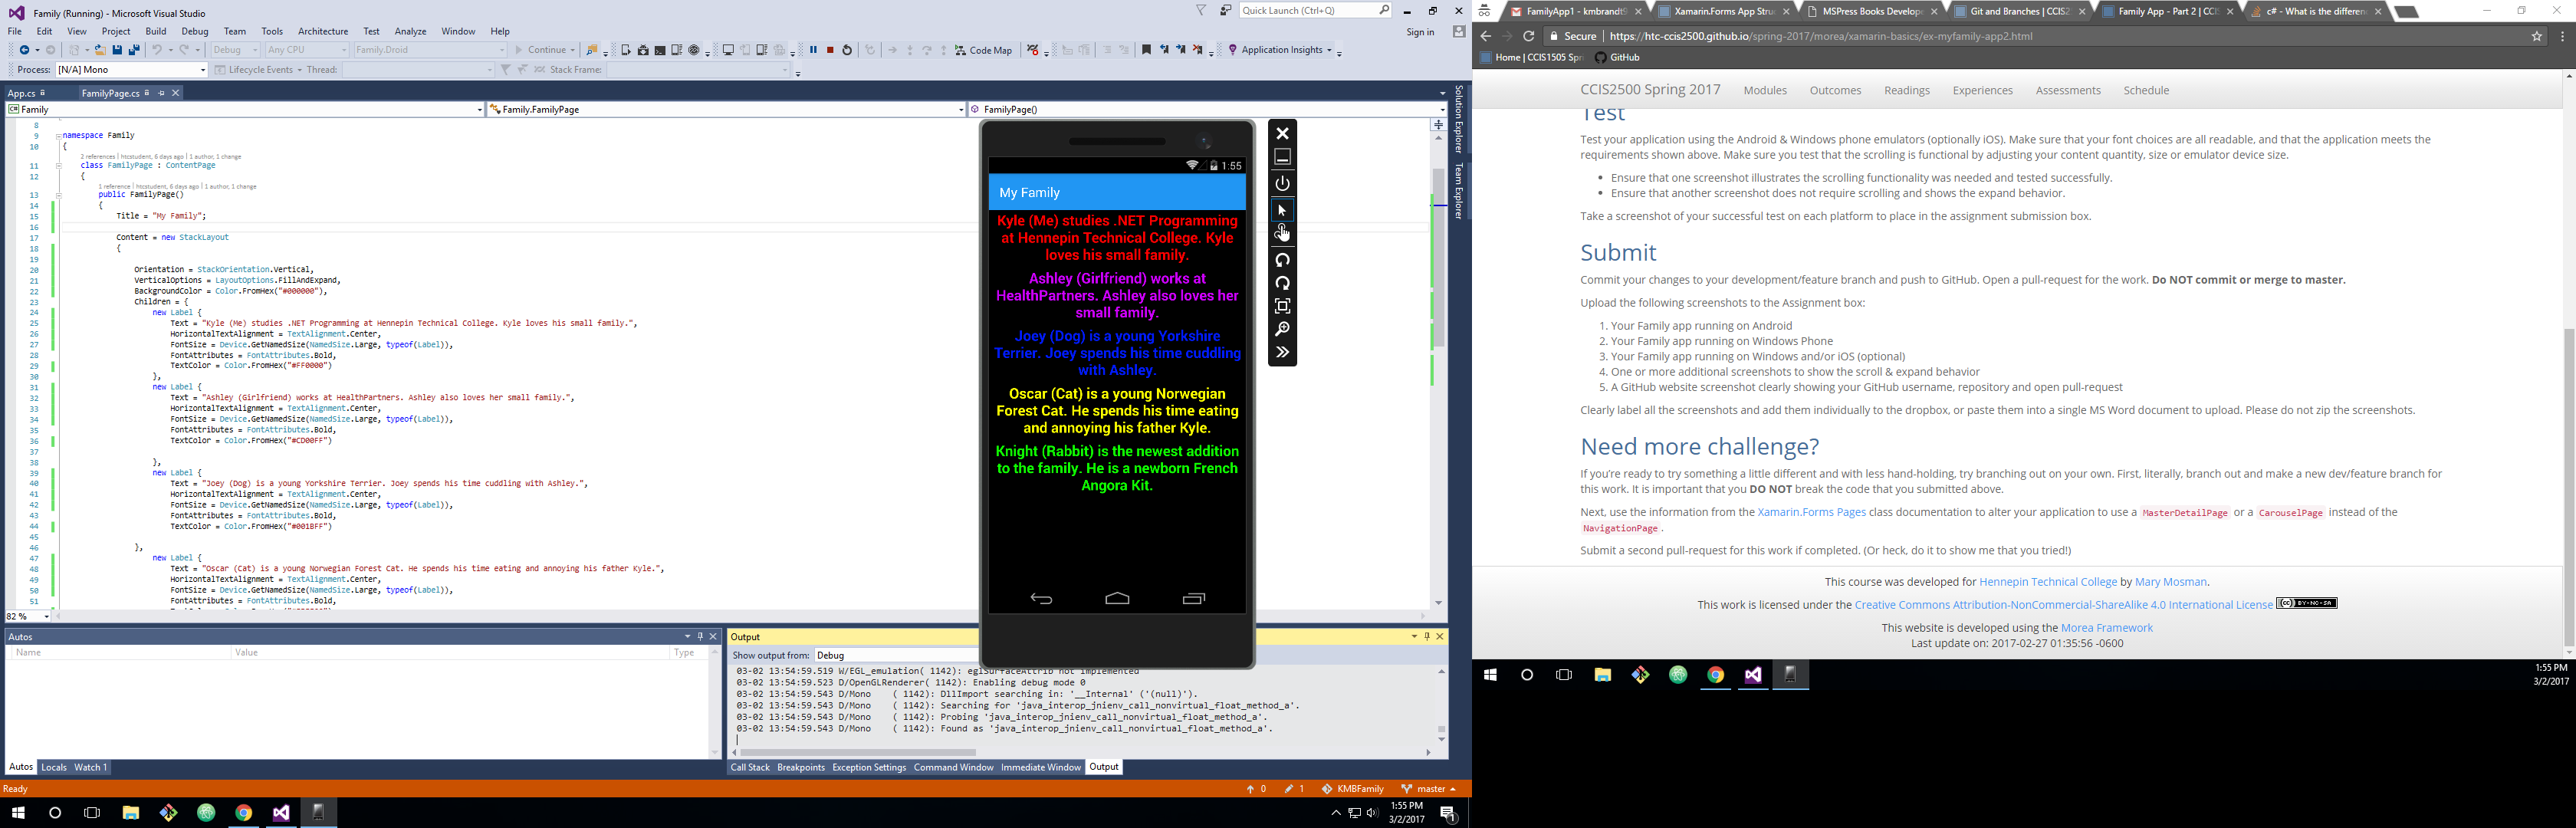 Family (Running) - Microsoft Visual Studio
Quick Launch (Ctrl+Q)
File Edit View Project Build Debug Team Tools Architecture Test Analyze Window Help
Sign in
Debug Any CPU Family.Droid Continue Code Map Application Insights
Process: [N/A] Mono Lifecycle Events Thread: Stack Frame:
App.cs FamilyPage.cs
Family Family.FamilyPage FamilyPage()
Solution Explorer
Team Explorer
8
9 namespace Family
10 {
2 references | htcstudent, 6 days ago | 1 author, 1 change
11 class FamilyPage : ContentPage
12 {
1 reference | htcstudent, 6 days ago | 1 author, 1 change
13 public FamilyPage()
14 {
15 Title = "My Family";
16
17 Content = new StackLayout
18 {
19
20 Orientation = StackOrientation.Vertical,
21 VerticalOptions = LayoutOptions.FillAndExpand,
22 BackgroundColor = Color.FromHex("#000000"),
23 Children = {
24 new Label {
25 Text = "Kyle (Me) studies .NET Programming at Hennepin Technical College. Kyle loves his small family.",
26 HorizontalTextAlignment = TextAlignment.Center,
27 FontSize = Device.GetNamedSize(NamedSize.Large, typeof(Label)),
28 FontAttributes = FontAttributes.Bold,
29 TextColor = Color.FromHex("#FF0000")
30 },
31 new Label {
32 Text = "Ashley (Girlfriend) works at HealthPartners. Ashley also loves her small family.",
33 HorizontalTextAlignment = TextAlignment.Center,
34 FontSize = Device.GetNamedSize(NamedSize.Large, typeof(Label)),
35 FontAttributes = FontAttributes.Bold,
36 TextColor = Color.FromHex("#CD00FF")
37
38 },
39 new Label {
40 Text = "Joey (Dog) is a young Yorkshire Terrier. Joey spends his time cuddling with Ashley.",
41 HorizontalTextAlignment = TextAlignment.Center,
42 FontSize = Device.GetNamedSize(NamedSize.Large, typeof(Label)),
43 FontAttributes = FontAttributes.Bold,
44 TextColor = Color.FromHex("#001BFF")
45
46 },
47 new Label {
48 Text = "Oscar (Cat) is a young Norwegian Forest Cat. He spends his time eating and annoying his father Kyle.",
49 HorizontalTextAlignment = TextAlignment.Center,
50 FontSize = Device.GetNamedSize(NamedSize.Large, typeof(Label)),
51 FontAttributes = FontAttributes.Bold,
82 %
1:55
My Family
Kyle (Me) studies .NET Programming
at Hennepin Technical College. Kyle
loves his small family.
Ashley (Girlfriend) works at
HealthPartners. Ashley also loves her
small family.
Joey (Dog) is a young Yorkshire
Terrier. Joey spends his time cuddling
with Ashley.
Oscar (Cat) is a young Norwegian
Forest Cat. He spends his time eating
and annoying his father Kyle.
Knight (Rabbit) is the newest addition
to the family. He is a newborn French
Angora Kit.
Autos
Name Value Type
Autos Locals Watch 1
Output
Show output from: Debug
03-02 13:54:59.519 W/EGL_emulation( 1142): eglSurfaceAttrib not implemented
03-02 13:54:59.523 D/OpenGLRenderer( 1142): Enabling debug mode 0
03-02 13:54:59.543 D/Mono ( 1142): DllImport searching in: '__Internal' ('(null)').
03-02 13:54:59.543 D/Mono ( 1142): Searching for 'java_interop_jnienv_call_nonvirtual_float_method_a'.
03-02 13:54:59.543 D/Mono ( 1142): Probing 'java_interop_jnienv_call_nonvirtual_float_method_a'.
03-02 13:54:59.543 D/Mono ( 1142): Found as 'java_interop_jnienv_call_nonvirtual_float_method_a'.
Call Stack Breakpoints Exception Settings Command Window Immediate Window Output
Ready 0 1 KMBFamily master
1:55 PM
3/2/2017
FamilyApp1 - kmbrandt9 Xamarin.Forms App Struc MSPress Books Develope Git and Branches | CCIS2 Family App - Part 2 | CCIS c# - What is the differen
Secure https://htc-ccis2500.github.io/spring-2017/morea/xamarin-basics/ex-myfamily-app2.html
Home | CCIS1505 Spri GitHub
CCIS2500 Spring 2017 Modules Outcomes Readings Experiences Assessments Schedule
Test
Test your application using the Android & Windows phone emulators (optionally iOS). Make sure that your font choices are all readable, and that the application meets the
requirements shown above. Make sure you test that the scrolling is functional by adjusting your content quantity, size or emulator device size.
• Ensure that one screenshot illustrates the scrolling functionality was needed and tested successfully.
• Ensure that another screenshot does not require scrolling and shows the expand behavior.
Take a screenshot of your successful test on each platform to place in the assignment submission box.
Submit
Commit your changes to your development/feature branch and push to GitHub. Open a pull-request for the work. Do NOT commit or merge to master.
Upload the following screenshots to the Assignment box:
1. Your Family app running on Android
2. Your Family app running on Windows Phone
3. Your Family app running on Windows and/or iOS (optional)
4. One or more additional screenshots to show the scroll & expand behavior
5. A GitHub website screenshot clearly showing your GitHub username, repository and open pull-request
Clearly label all the screenshots and add them individually to the dropbox, or paste them into a single MS Word document to upload. Please do not zip the screenshots.
Need more challenge?
If you're ready to try something a little different and with less hand-holding, try branching out on your own. First, literally, branch out and make a new dev/feature branch for
this work. It is important that you DO NOT break the code that you submitted above.
Next, use the information from the Xamarin.Forms Pages class documentation to alter your application to use a MasterDetailPage or a CarouselPage instead of the
NavigationPage.
Submit a second pull-request for this work if completed. (Or heck, do it to show me that you tried!)
This course was developed for Hennepin Technical College by Mary Mosman.
This work is licensed under the Creative Commons Attribution-NonCommercial-ShareAlike 4.0 International License BY-NC-SA
This website is developed using the Morea Framework
Last update on: 2017-02-27 01:35:56 -0600
1:55 PM
3/2/2017